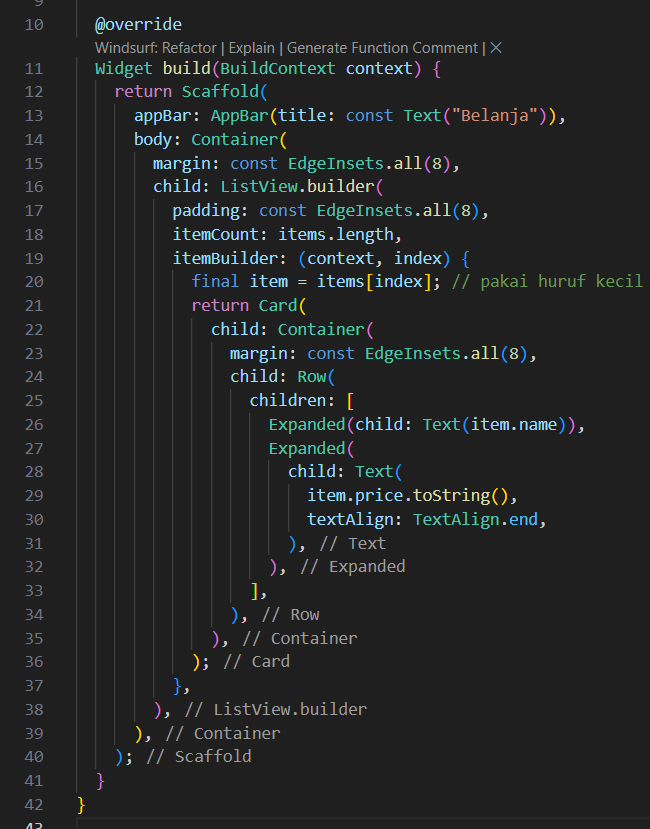 9
10 @override
Windsurf: Refactor | Explain | Generate Function Comment | ×
11 Widget build(BuildContext context) {
12 return Scaffold(
13 appBar: AppBar(title: const Text("Belanja")),
14 body: Container(
15 margin: const EdgeInsets.all(8),
16 child: ListView.builder(
17 padding: const EdgeInsets.all(8),
18 itemCount: items.length,
19 itemBuilder: (context, index) {
20 final item = items[index]; // pakai huruf kecil
21 return Card(
22 child: Container(
23 margin: const EdgeInsets.all(8),
24 child: Row(
25 children: [
26 Expanded(child: Text(item.name)),
27 Expanded(
28 child: Text(
29 item.price.toString(),
30 textAlign: TextAlign.end,
31 ), // Text
32 ), // Expanded
33 ],
34 ), // Row
35 ), // Container
36 ); // Card
37 },
38 ), // ListView.builder
39 ), // Container
40 ); // Scaffold
41 }
42 }
43